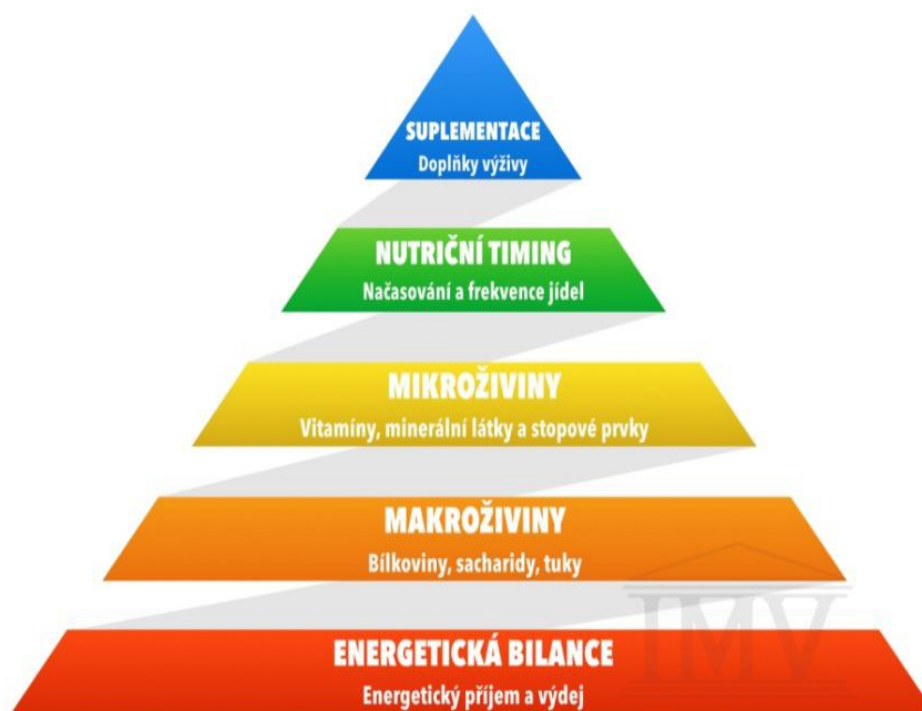 SUPLEMENTACE
Doplňky výživy
NUTRIČNÍ TIMING
Načasování a frekvence jídel
MIKROŽIVINY
Vitamíny, minerální látky a stopové prvky
MAKROŽIVINY
Bílkoviny, sacharidy, tuky
IMV
ENERGETICKÁ BILANCE
Energetický příjem a výdej